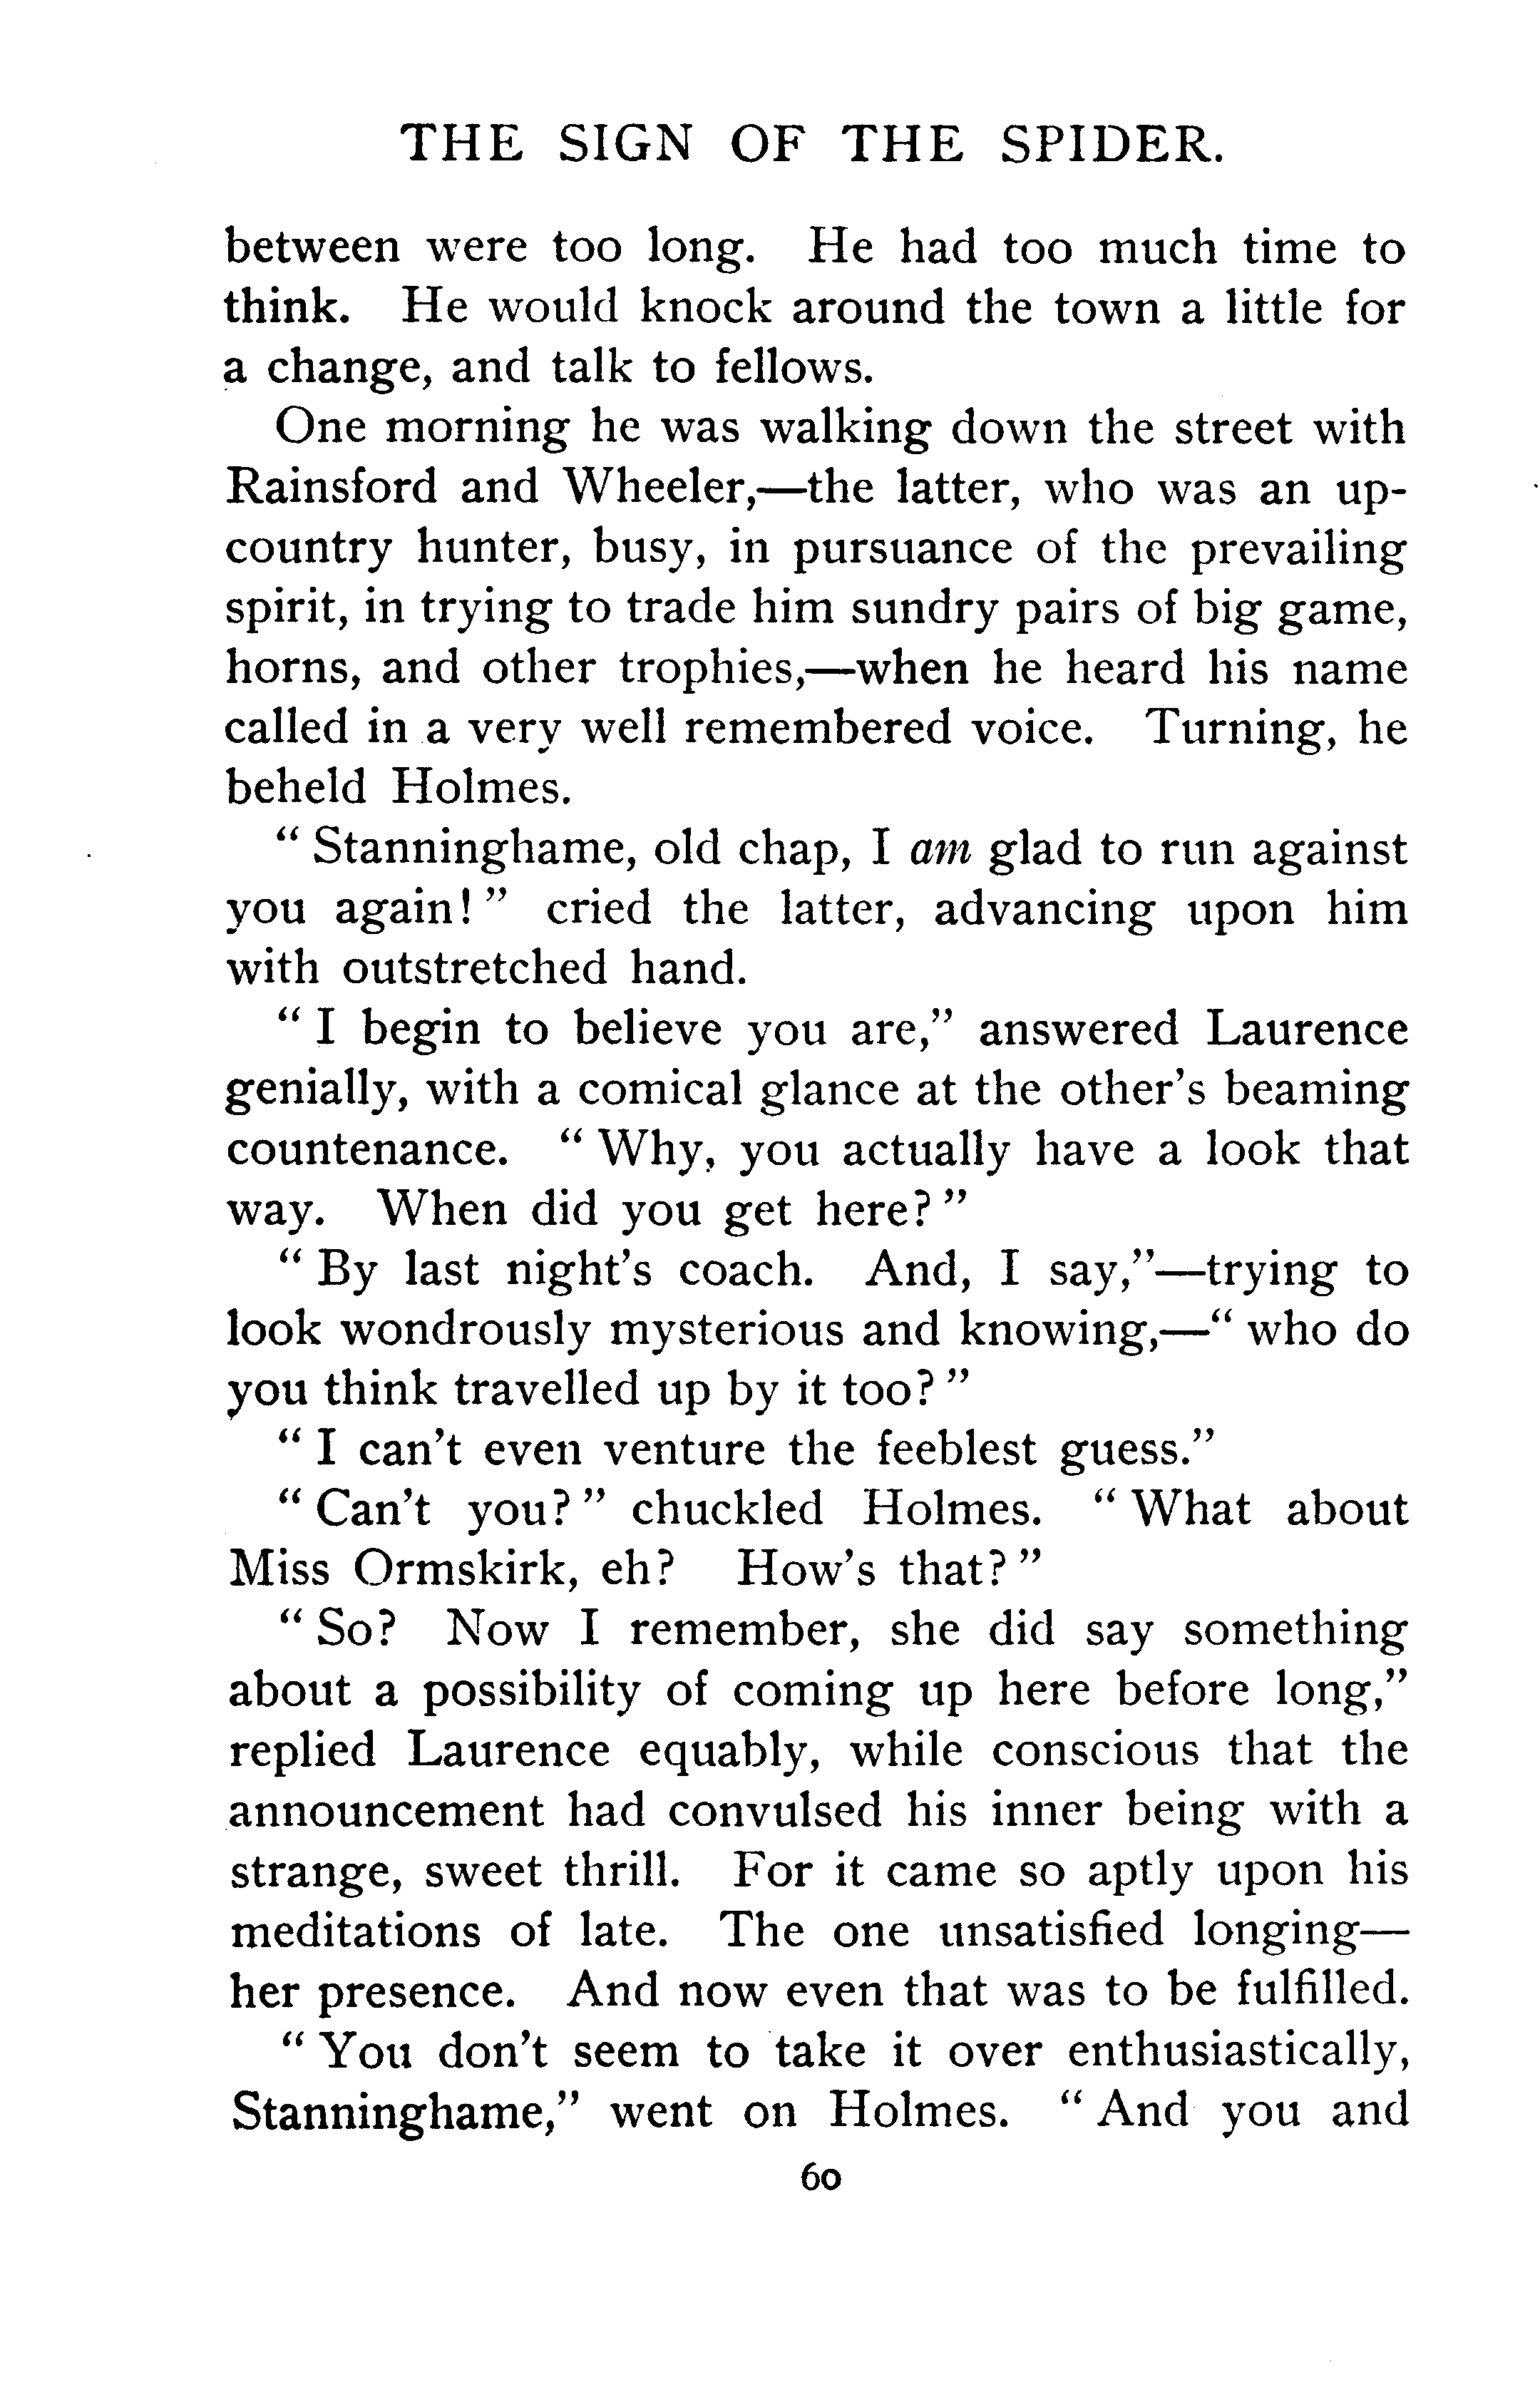 THE SIGN OF THE SPIDER.
between were too long. He had too much time to
think. He would knock around the town a little for
a change, and talk to fellows.
One morning he was walking down the street with
Rainsford and Wheeler,—the latter, who was an up-
country hunter, busy, in pursuance of the prevailing
spirit, in trying to trade him sundry pairs of big game,
horns, and other trophies,—when he heard his name
called in a very well remembered voice. Turning, he
beheld Holmes.
“Stanninghame, old chap, I am glad to run against
you again!” cried the latter, advancing upon him
with outstretched hand.
“I begin to believe you are,” answered Laurence
genially, with a comical glance at the other’s beaming
countenance. “Why, you actually have a look that
way. When did you get here?”
“By last night’s coach. And, I say,”—trying to
look wondrously mysterious and knowing,—“who do
you think travelled up by it too?”
“I can’t even venture the feeblest guess.”
“Can’t you?” chuckled Holmes. “What about
Miss Ormskirk, eh? How’s that?”
“So? Now I remember, she did say something
about a possibility of coming up here before long,”
replied Laurence equably, while conscious that the
announcement had convulsed his inner being with a
strange, sweet thrill. For it came so aptly upon his
meditations of late. The one unsatisfied longing—
her presence. And now even that was to be fulfilled.
“You don’t seem to take it over enthusiastically,
Stanninghame,” went on Holmes. “And you and
60